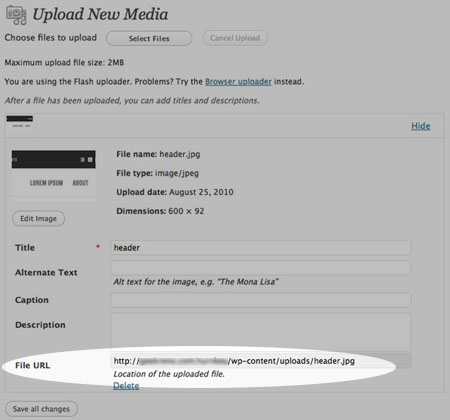 Upload New Media
Choose files to upload Select Files Cancel Upload
Maximum upload file size: 2MB
You are using the Flash uploader. Problems? Try the Browser uploader instead.
After a file has been uploaded, you can add titles and descriptions.
Hide
LOREM IPSUM ABOUT
File name: header.jpg
File type: image/jpeg
Upload date: August 25, 2010
Dimensions: 600 × 92
Edit Image
Title * header
Alternate Text
Alt text for the image, e.g. "The Mona Lisa"
Caption
Description
File URL http:// /wp-content/uploads/header.jpg
Location of the uploaded file.
Delete
Save all changes